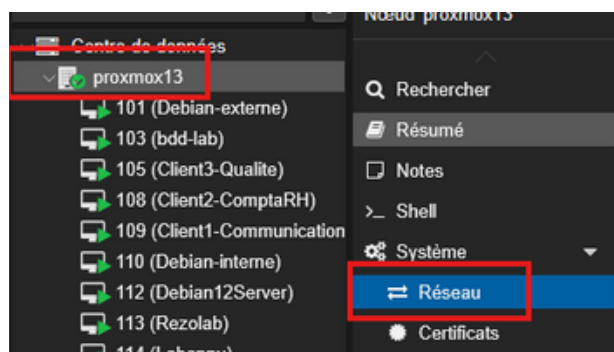 Centre de données
proxmox13
101 (Debian-externe)
103 (bdd-lab)
105 (Client3-Qualite)
108 (Client2-ComptaRH)
109 (Client1-Communication
110 (Debian-interne)
112 (Debian12Server)
113 (Rezolab)
Nœud proxmox13
Rechercher
Résumé
Notes
>_ Shell
Système
Réseau
Certificats